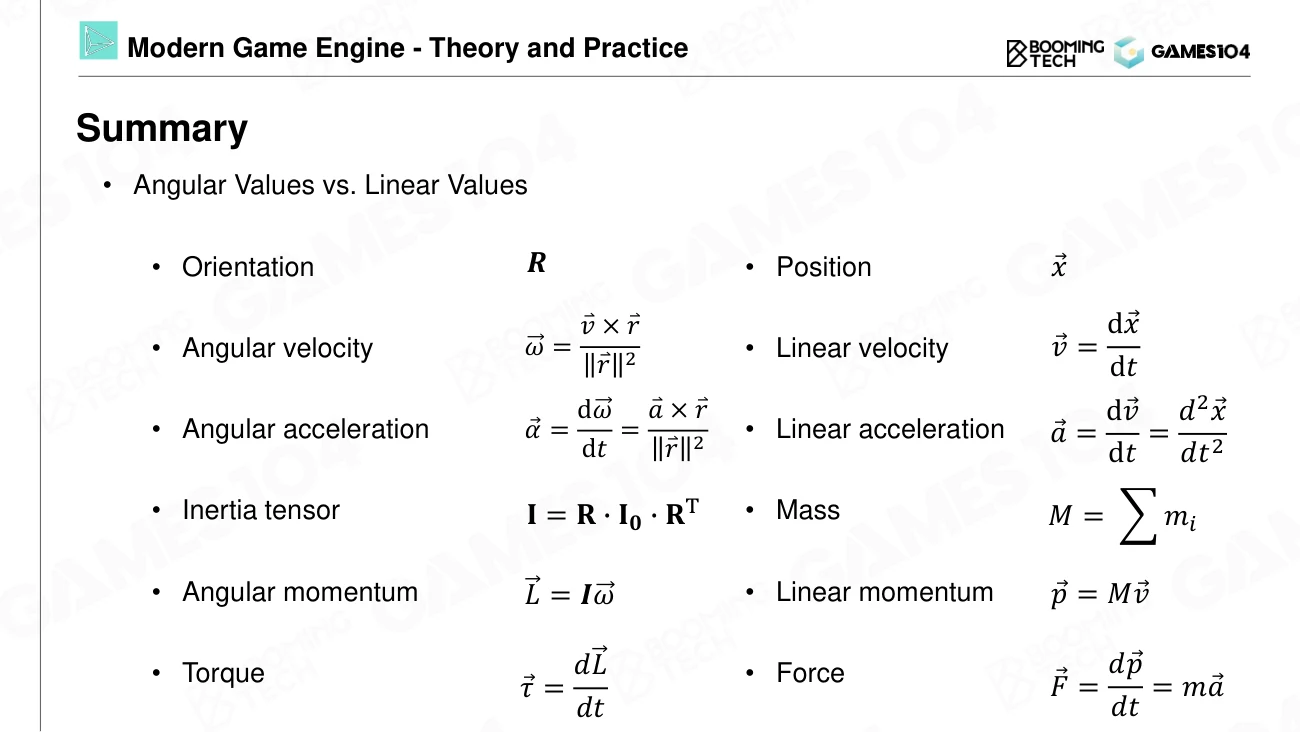 Modern Game Engine - Theory and Practice
BOOMING TECH
GAMES104
Summary
• Angular Values vs. Linear Values
• Orientation R • Position x⃗
• Angular velocity ω⃗ = (v⃗ × r⃗) / ‖r⃗‖² • Linear velocity v⃗ = dx⃗/dt
• Angular acceleration α⃗ = dω⃗/dt = (a⃗ × r⃗) / ‖r⃗‖² • Linear acceleration a⃗ = dv⃗/dt = d²x⃗/dt²
• Inertia tensor I = R · I₀ · Rᵀ • Mass M = ∑ mᵢ
• Angular momentum L⃗ = Iω⃗ • Linear momentum p⃗ = Mv⃗
• Torque τ⃗ = dL⃗/dt • Force F⃗ = dp⃗/dt = ma⃗